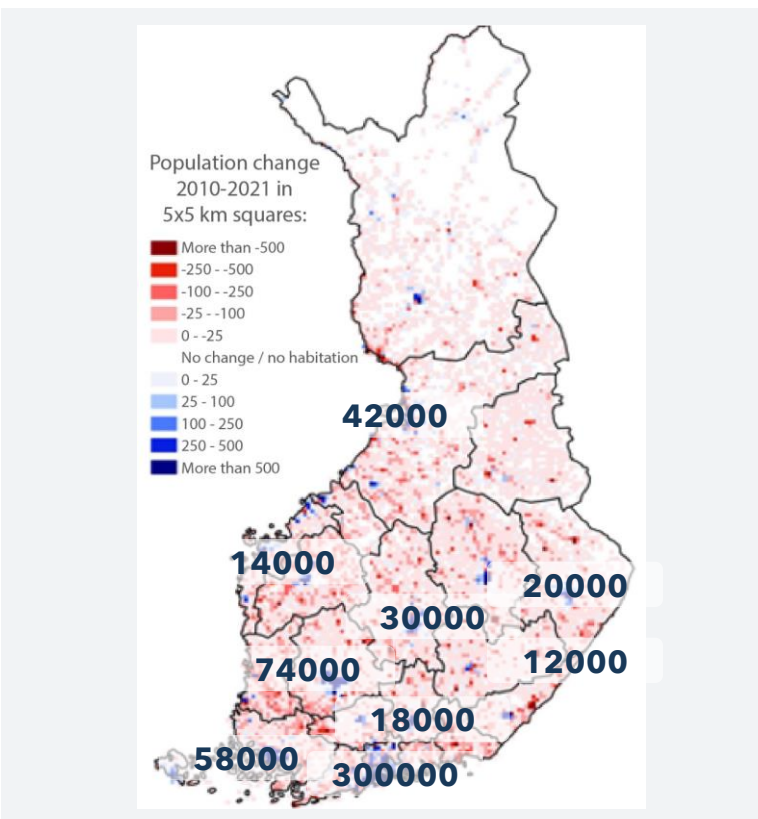 Population change
2010-2021 in
5x5 km squares:
More than -500
-250 - -500
-100 - -250
-25 - -100
0 - -25
No change / no habitation
0 - 25
25 - 100
100 - 250
250 - 500
More than 500
42000
14000
20000
30000
12000
74000
18000
58000
300000